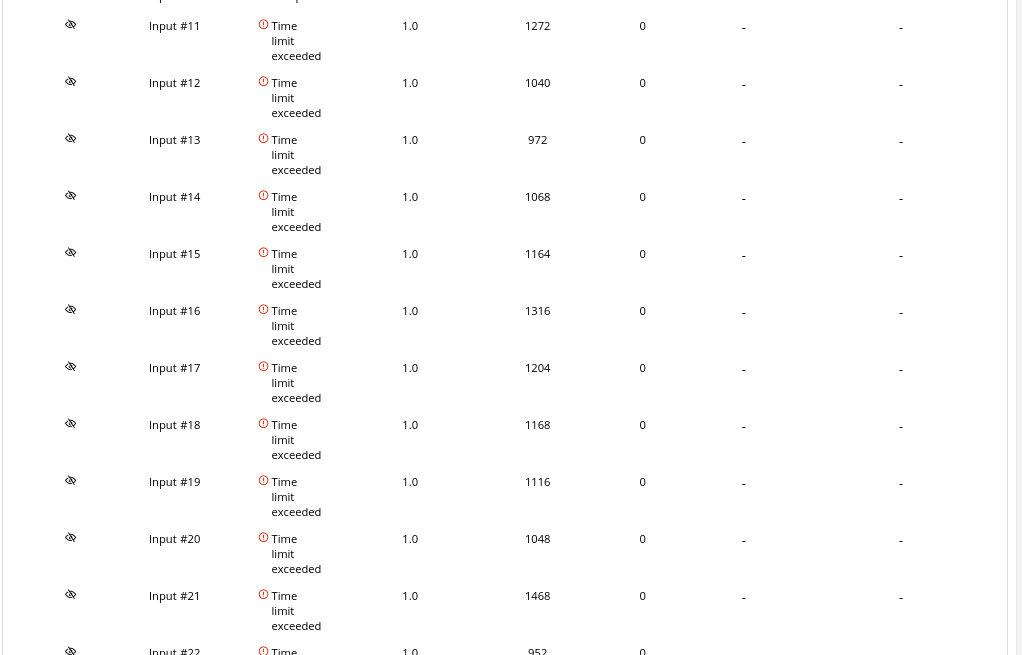 Input #11 Time 1.0 1272 0 - -
limit
exceeded
Input #12 Time 1.0 1040 0 - -
limit
exceeded
Input #13 Time 1.0 972 0 - -
limit
exceeded
Input #14 Time 1.0 1068 0 - -
limit
exceeded
Input #15 Time 1.0 1164 0 - -
limit
exceeded
Input #16 Time 1.0 1316 0 - -
limit
exceeded
Input #17 Time 1.0 1204 0 - -
limit
exceeded
Input #18 Time 1.0 1168 0 - -
limit
exceeded
Input #19 Time 1.0 1116 0 - -
limit
exceeded
Input #20 Time 1.0 1048 0 - -
limit
exceeded
Input #21 Time 1.0 1468 0 - -
limit
exceeded
Input #22 Time 1.0 952 0